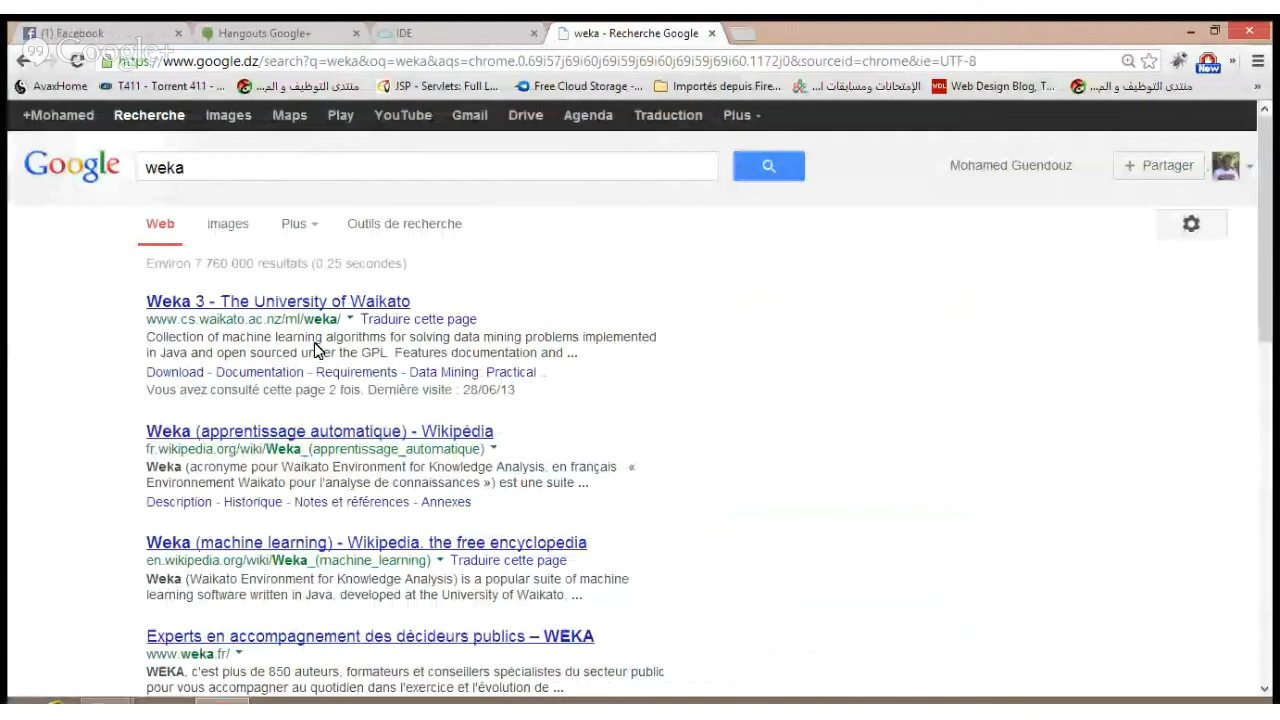 (1) Facebook
Hangouts Google+
IDE
weka - Recherche Google
99 Google+
https://www.google.dz/search?q=weka&oq=weka&aqs=chrome.0.69i57j69i60j69i59j69i60j69i59j69i60.1172j0&sourceid=chrome&ie=UTF-8
AvaxHome
T411 - Torrent 411 - ...
منتدى التوظيف و الم...
JSP - Servlets: Full L...
Free Cloud Storage -...
Importés depuis Fire...
الإمتحانات ومسابقات ا...
Web Design Blog, T...
منتدى التوظيف و الم...
»
New
+Mohamed Recherche Images Maps Play YouTube Gmail Drive Agenda Traduction Plus
Google
weka
Mohamed Guendouz
+ Partager
Web Images Plus Outils de recherche
Environ 7 760 000 resultats (0.25 secondes)
Weka 3 - The University of Waikato
www.cs.waikato.ac.nz/ml/weka/ Traduire cette page
Collection of machine learning algorithms for solving data mining problems implemented
in Java and open sourced under the GPL. Features documentation and ...
Download - Documentation - Requirements - Data Mining: Practical ...
Vous avez consulté cette page 2 fois. Dernière visite : 28/06/13
Weka (apprentissage automatique) - Wikipédia
fr.wikipedia.org/wiki/Weka_(apprentissage_automatique)
Weka (acronyme pour Waikato Environment for Knowledge Analysis, en français «
Environnement Waikato pour l'analyse de connaissances ») est une suite ...
Description - Historique - Notes et références - Annexes
Weka (machine learning) - Wikipedia, the free encyclopedia
en.wikipedia.org/wiki/Weka_(machine_learning) Traduire cette page
Weka (Waikato Environment for Knowledge Analysis) is a popular suite of machine
learning software written in Java, developed at the University of Waikato, ...
Experts en accompagnement des décideurs publics – WEKA
www.weka.fr/
WEKA, c'est plus de 850 auteurs, formateurs et conseillers spécialistes du secteur public
pour vous accompagner au quotidien dans l'exercice et l'évolution de ...